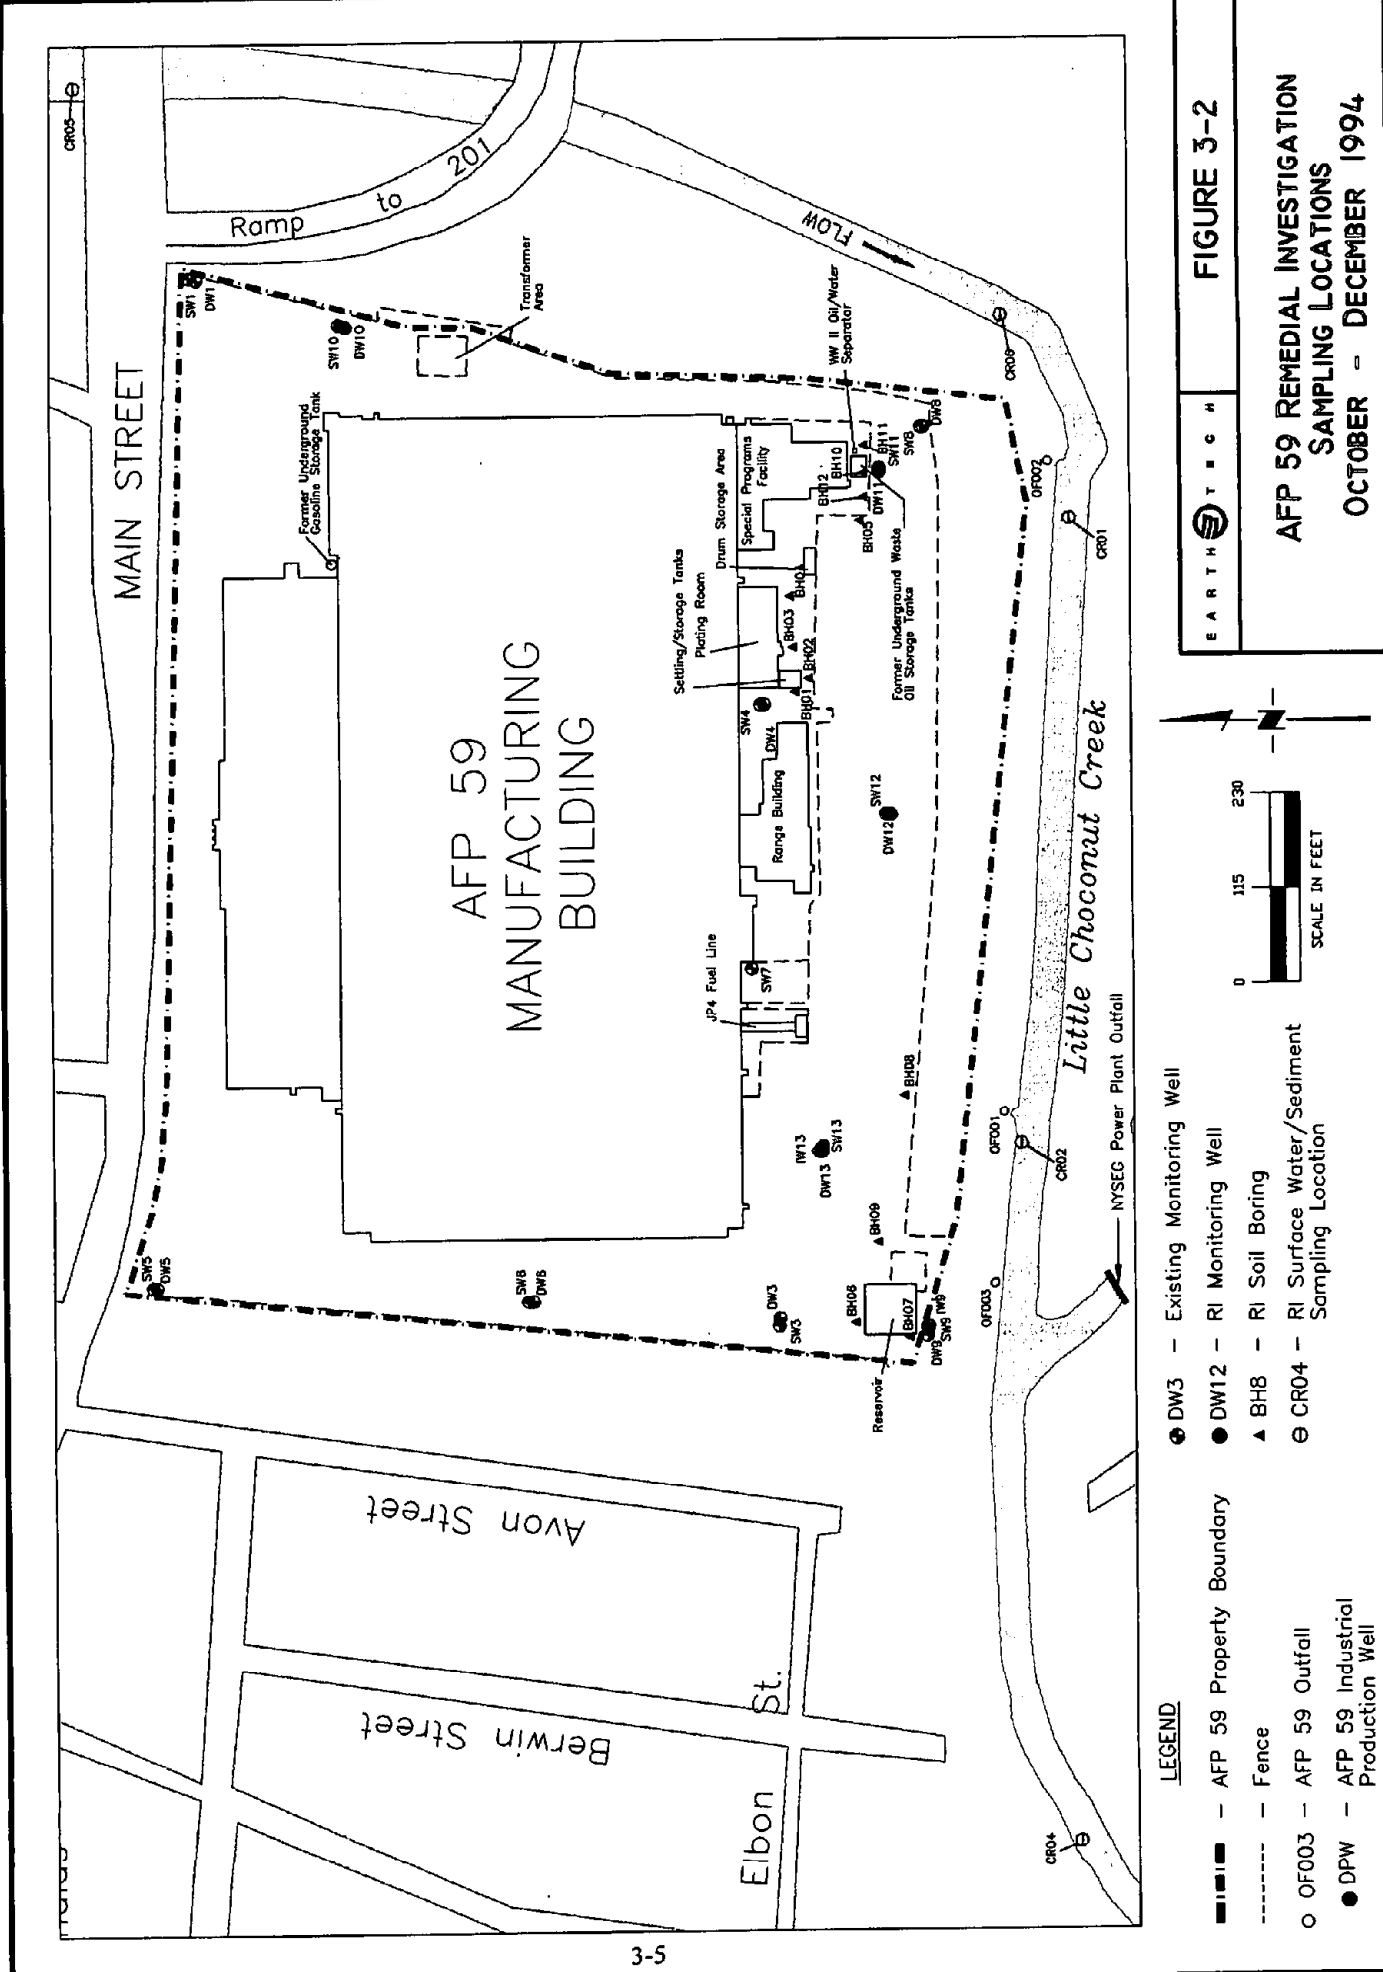 CR05
MAIN STREET
Ramp
to
201
SW1
DW1
SW10
DW10
Transformer
Area
Former Underground
Gasoline Storage Tank
FLOW
WW II Oil/Water
Separator
CR06
AFP 59
MANUFACTURING
BUILDING
Settling/Storage Tanks
Plating Room
Drum Storage Area
Special Programs
Facility
BH12
BH10
BH11
SW11
DW11
SW8
DW8
BH05
BH04
BH03
BH02
BH01
Former Underground Waste
Oil Storage Tanks
OF002
CR01
SW4
DW4
Range Building
SW12
DW12
SW7
JP4 Fuel Line
BH08
IW13
SW13
DW13
BH09
BH06
BH07
Reservoir
DW9
SW9
IW9
SW5
DW5
SW6
DW6
DW3
SW3
OF001
CR02
OF003
Little Choconut Creek
NYSEG Power Plant Outfall
Avon Street
Berwin Street
Elbon St.
CR04
LEGEND
– AFP 59 Property Boundary
– Fence
OF003 – AFP 59 Outfall
DPW – AFP 59 Industrial
Production Well
DW3 – Existing Monitoring Well
DW12 – RI Monitoring Well
BH8 – RI Soil Boring
CR04 – RI Surface Water/Sediment
Sampling Location
0 115 230
SCALE IN FEET
N
EARTH TECH
FIGURE 3-2
AFP 59 REMEDIAL INVESTIGATION
SAMPLING LOCATIONS
OCTOBER - DECEMBER 1994
3-5